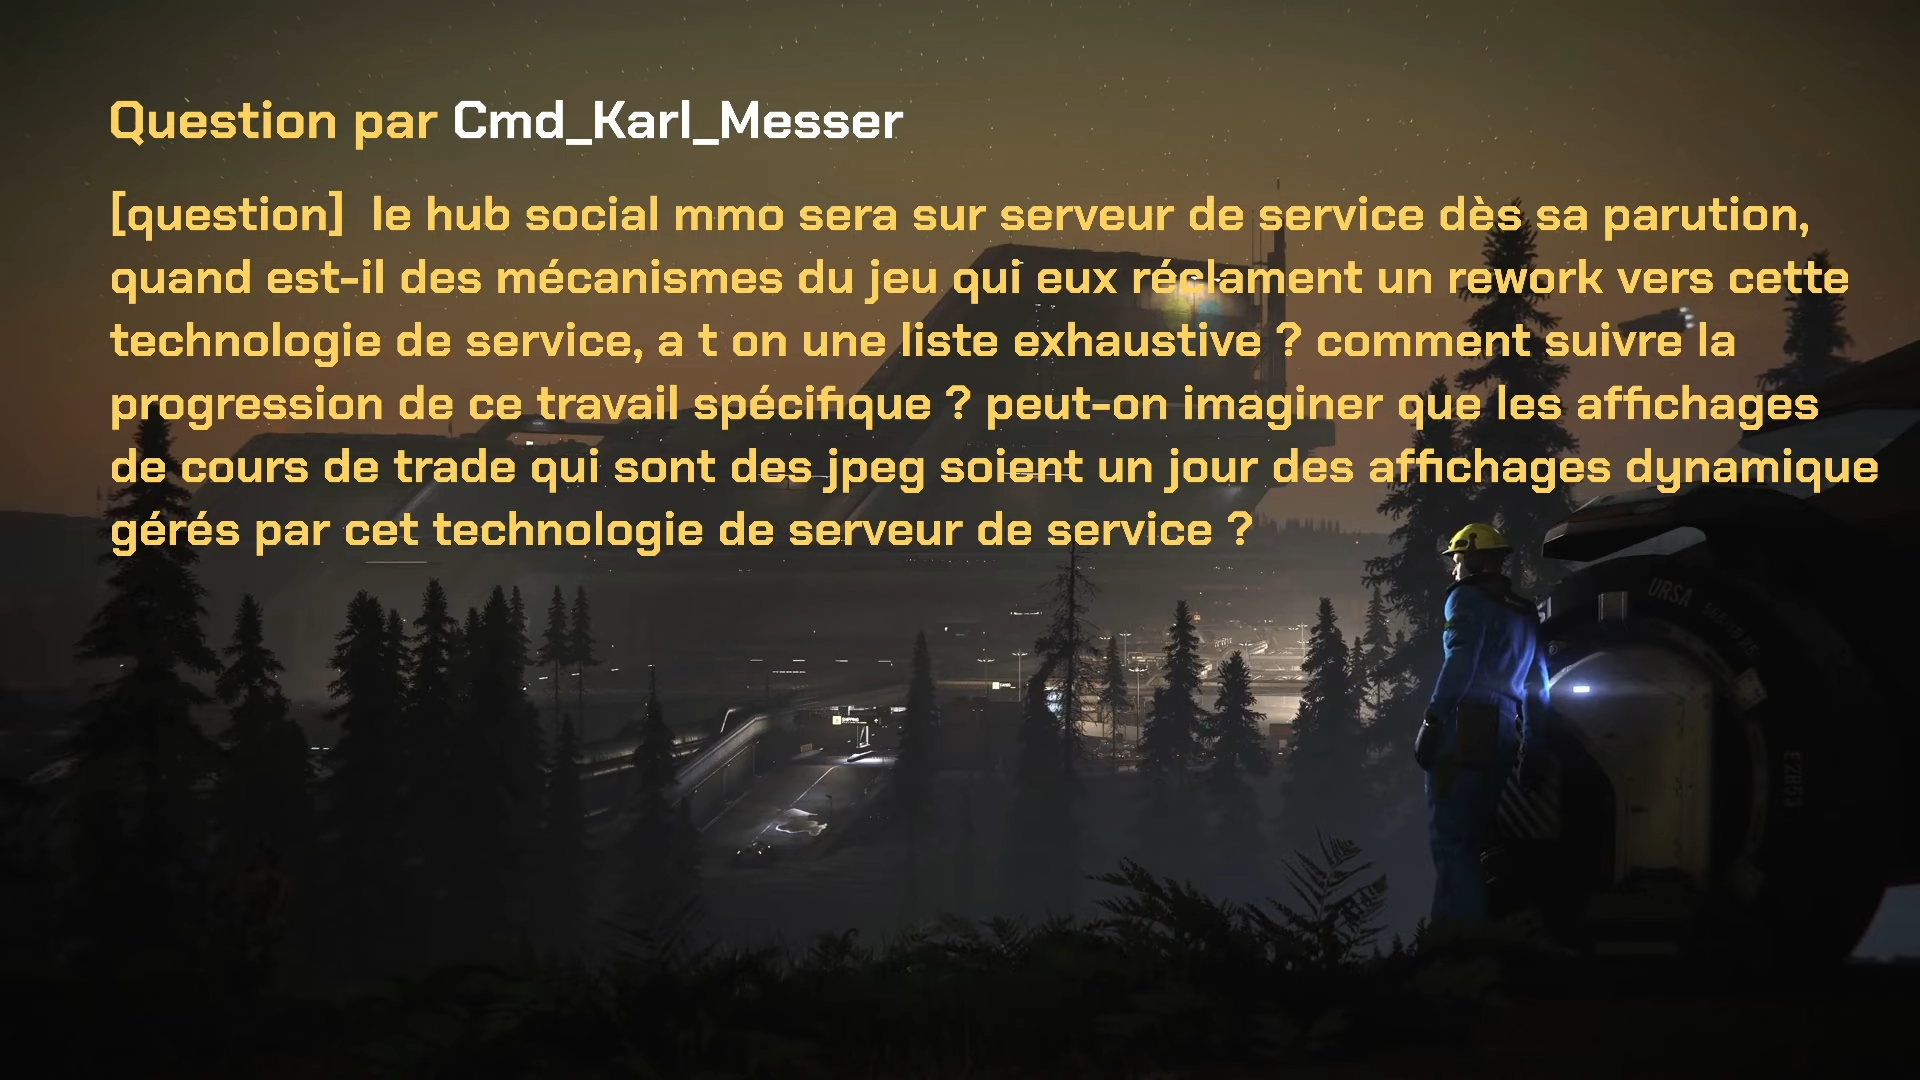 Question par Cmd_Karl_Messer
[question]  le hub social mmo sera sur serveur de service dès sa parution,
quand est-il des mécanismes du jeu qui eux réclament un rework vers cette
technologie de service, a t on une liste exhaustive ? comment suivre la
progression de ce travail spécifique ? peut-on imaginer que les affichages
de cours de trade qui sont des jpeg soient un jour des affichages dynamique
gérés par cet technologie de serveur de service ?
URSA